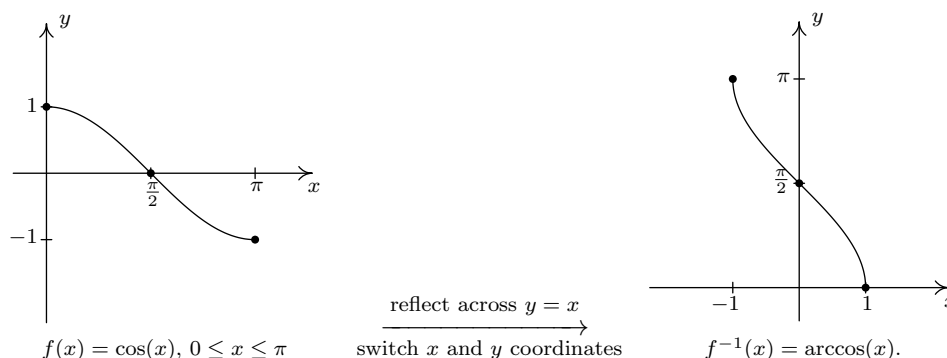 y
1
π/2
π
x
−1
f(x) = cos(x), 0 ≤ x ≤ π
reflect across y = x
switch x and y coordinates
y
π
π/2
−1
1
x
f⁻¹(x) = arccos(x).